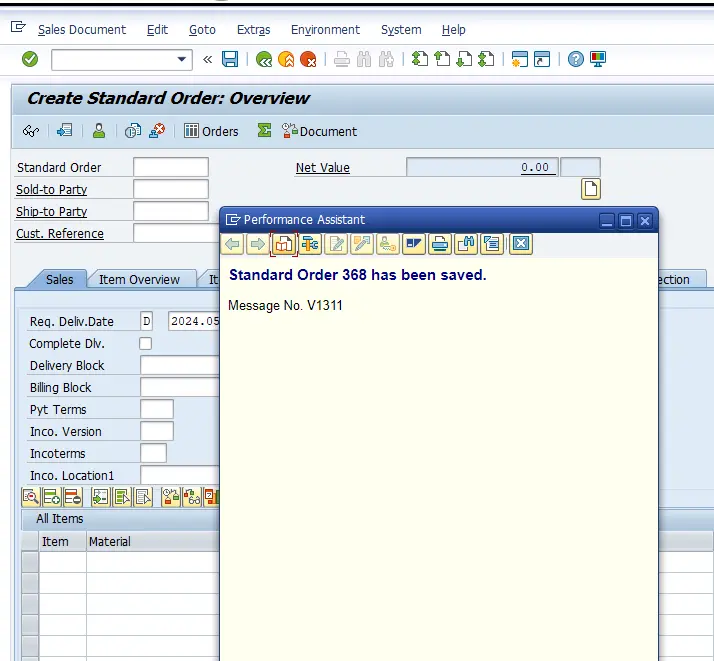 Sales Document Edit Goto Extras Environment System Help
Create Standard Order: Overview
Orders Document
Standard Order
Net Value 0.00
Sold-to Party
Ship-to Party
Cust. Reference
Performance Assistant
Standard Order 368 has been saved.
Message No. V1311
Sales Item Overview It ection
Req. Deliv.Date D 2024.05
Complete Dlv.
Delivery Block
Billing Block
Pyt Terms
Inco. Version
Incoterms
Inco. Location1
All Items
Item Material